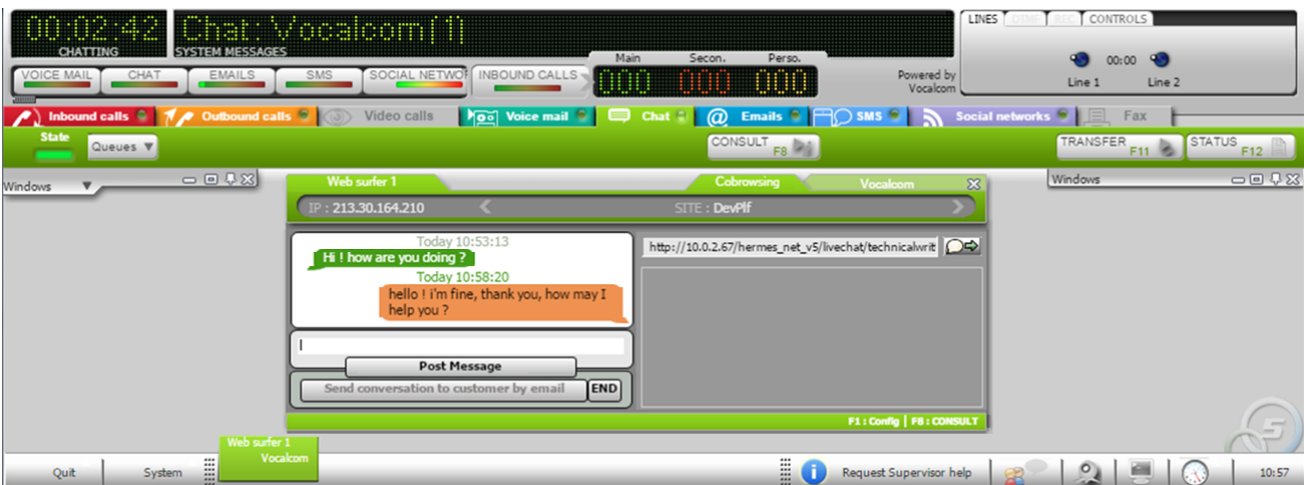 00:02:42 Chat: Vocalcom(1)
CHATTING SYSTEM MESSAGES
LINES DTMF REC CONTROLS
00:00
Line 1 Line 2
VOICE MAIL CHAT EMAILS SMS SOCIAL NETWO INBOUND CALLS
Main Secon. Perso.
000 000 000
Powered by
Vocalcom
Inbound calls Outbound calls Video calls Voice mail Chat @ Emails SMS Social networks Fax
State
Queues ▼
CONSULT F8
TRANSFER F11
STATUS F12
Windows ▼
Windows
Web surfer 1 Cobrowsing Vocalcom
IP : 213.30.164.210 SITE : DevPlf
Today 10:53:13
Hi ! how are you doing ?
Today 10:58:20
hello ! i'm fine, thank you, how may I
help you ?
http://10.0.2.67/hermes_net_v5/livechat/technicalwrit
Post Message
Send conversation to customer by email END
F1 : Config | F8 : CONSULT
5
Web surfer 1
Vocalcom
Quit System i Request Supervisor help 10:57